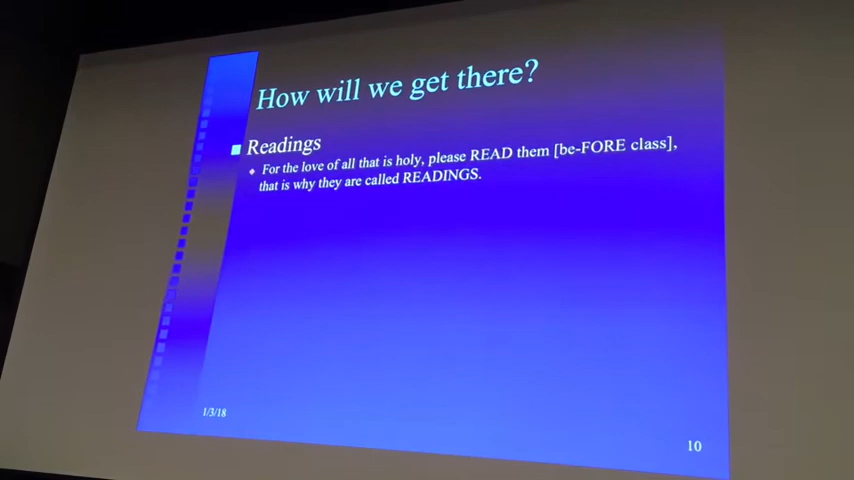 How will we get there?
Readings
For the love of all that is holy, please READ them [be-FORE class],
that is why they are called READINGS.
1/3/18
10